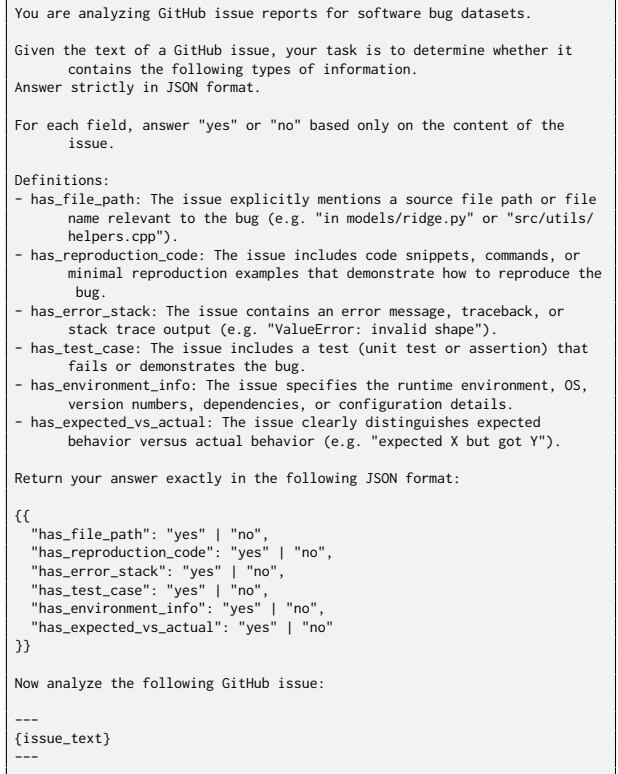 You are analyzing GitHub issue reports for software bug datasets.
Given the text of a GitHub issue, your task is to determine whether it
contains the following types of information.
Answer strictly in JSON format.
For each field, answer "yes" or "no" based only on the content of the
issue.
Definitions:
- has_file_path: The issue explicitly mentions a source file path or file
name relevant to the bug (e.g. "in models/ridge.py" or "src/utils/
helpers.cpp").
- has_reproduction_code: The issue includes code snippets, commands, or
minimal reproduction examples that demonstrate how to reproduce the
bug.
- has_error_stack: The issue contains an error message, traceback, or
stack trace output (e.g. "ValueError: invalid shape").
- has_test_case: The issue includes a test (unit test or assertion) that
fails or demonstrates the bug.
- has_environment_info: The issue specifies the runtime environment, OS,
version numbers, dependencies, or configuration details.
- has_expected_vs_actual: The issue clearly distinguishes expected
behavior versus actual behavior (e.g. "expected X but got Y").
Return your answer exactly in the following JSON format:
{{
"has_file_path": "yes" | "no",
"has_reproduction_code": "yes" | "no",
"has_error_stack": "yes" | "no",
"has_test_case": "yes" | "no",
"has_environment_info": "yes" | "no",
"has_expected_vs_actual": "yes" | "no"
}}
Now analyze the following GitHub issue:
---
{issue_text}
---